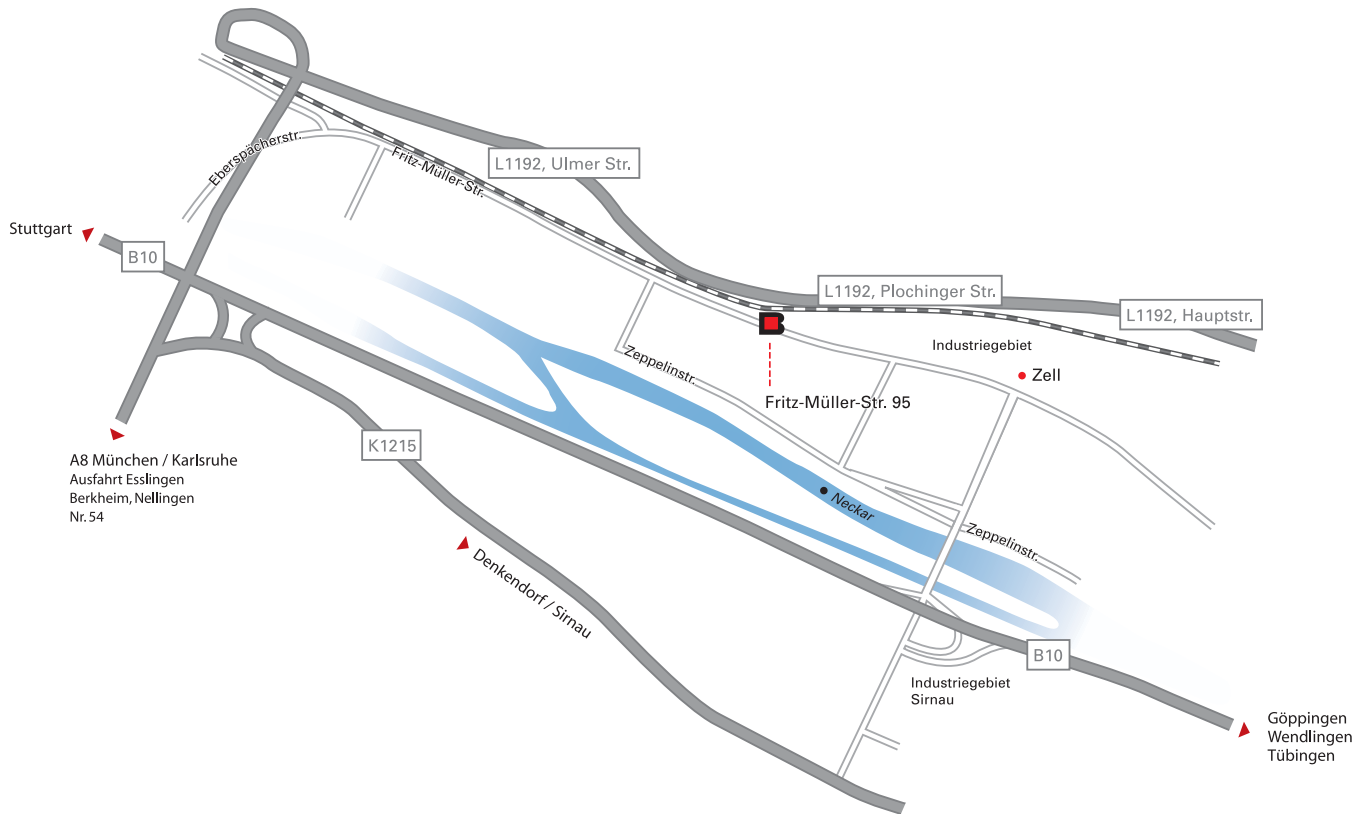 Eberspächerstr.
Fritz-Müller-Str.
L1192, Ulmer Str.
Stuttgart
B10
L1192, Plochinger Str.
L1192, Hauptstr.
Industriegebiet
Zell
Zeppelinstr.
Fritz-Müller-Str. 95
K1215
A8 München / Karlsruhe
Ausfahrt Esslingen
Berkheim, Nellingen
Nr. 54
Neckar
Zeppelinstr.
Denkendorf / Sirnau
B10
Industriegebiet
Sirnau
Göppingen
Wendlingen
Tübingen